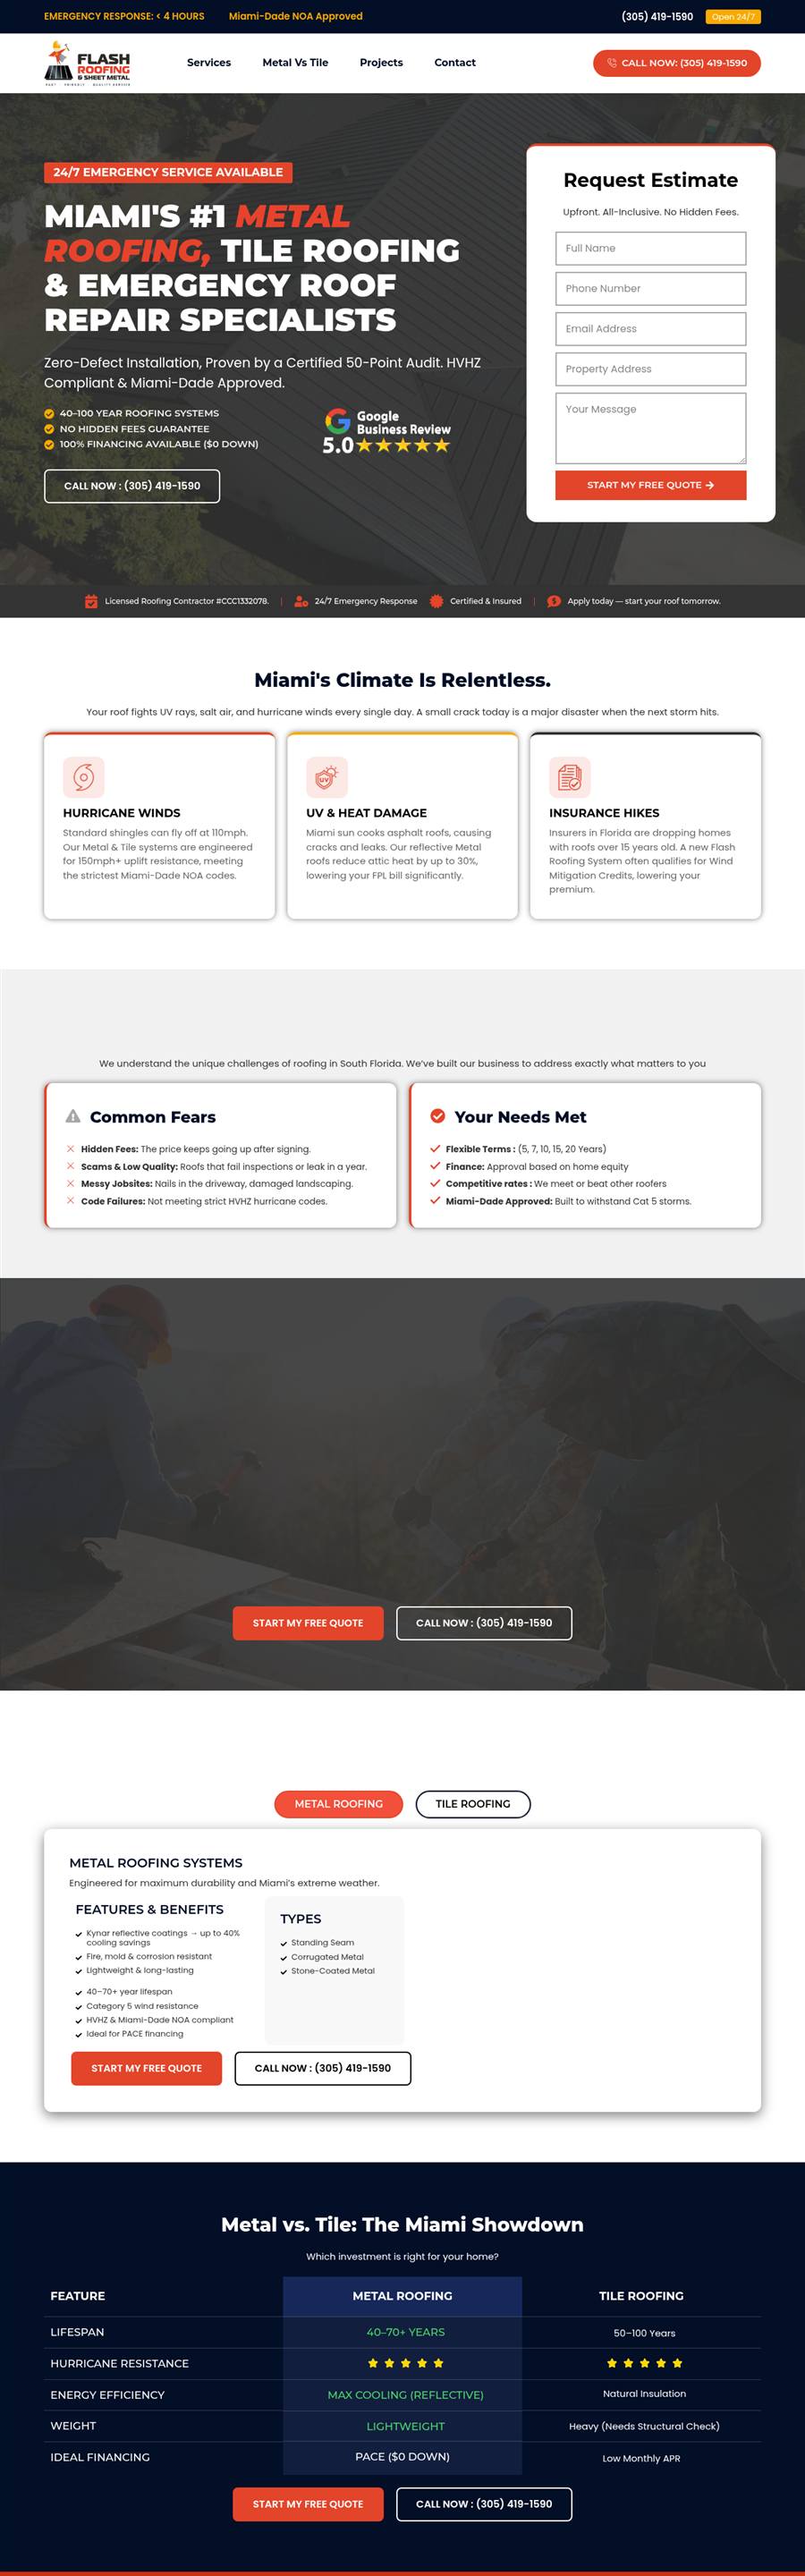 EMERGENCY RESPONSE: < 4 HOURS
Miami-Dade NOA Approved
(305) 419-1590
Open 24/7
FLASH
ROOFING
& SHEET METAL
Services
Metal Vs Tile
Projects
Contact
CALL NOW: (305) 419-1590
24/7 EMERGENCY SERVICE AVAILABLE
MIAMI'S #1 METAL
ROOFING, TILE ROOFING
& EMERGENCY ROOF
REPAIR SPECIALISTS
Zero-Defect Installation, Proven by a Certified 50-Point Audit. HVHZ
Compliant & Miami-Dade Approved.
40–100 YEAR ROOFING SYSTEMS
NO HIDDEN FEES GUARANTEE
100% FINANCING AVAILABLE ($0 DOWN)
Google
Business Review
5.0
CALL NOW : (305) 419-1590
Request Estimate
Upfront. All-Inclusive. No Hidden Fees.
Full Name
Phone Number
Email Address
Property Address
Your Message
START MY FREE QUOTE
Licensed Roofing Contractor #CCC1332078.
24/7 Emergency Response
Certified & Insured
Apply today — start your roof tomorrow.
Miami's Climate Is Relentless.
Your roof fights UV rays, salt air, and hurricane winds every single day. A small crack today is a major disaster when the next storm hits.
HURRICANE WINDS
Standard shingles can fly off at 110mph.
Our Metal & Tile systems are engineered
for 150mph+ uplift resistance, meeting
the strictest Miami-Dade NOA codes.
UV
UV & HEAT DAMAGE
Miami sun cooks asphalt roofs, causing
cracks and leaks. Our reflective Metal
roofs reduce attic heat by up to 30%,
lowering your FPL bill significantly.
INSURANCE HIKES
Insurers in Florida are dropping homes
with roofs over 15 years old. A new Flash
Roofing System often qualifies for Wind
Mitigation Credits, lowering your
premium.
We understand the unique challenges of roofing in South Florida. We've built our business to address exactly what matters to you
Common Fears
Hidden Fees: The price keeps going up after signing.
Scams & Low Quality: Roofs that fail inspections or leak in a year.
Messy Jobsites: Nails in the driveway, damaged landscaping.
Code Failures: Not meeting strict HVHZ hurricane codes.
Your Needs Met
Flexible Terms : (5, 7, 10, 15, 20 Years)
Finance: Approval based on home equity
Competitive rates : We meet or beat other roofers
Miami-Dade Approved: Built to withstand Cat 5 storms.
START MY FREE QUOTE
CALL NOW : (305) 419-1590
METAL ROOFING
TILE ROOFING
METAL ROOFING SYSTEMS
Engineered for maximum durability and Miami's extreme weather.
FEATURES & BENEFITS
Kynar reflective coatings → up to 40%
cooling savings
Fire, mold & corrosion resistant
Lightweight & long-lasting
40–70+ year lifespan
Category 5 wind resistance
HVHZ & Miami-Dade NOA compliant
Ideal for PACE financing
TYPES
Standing Seam
Corrugated Metal
Stone-Coated Metal
START MY FREE QUOTE
CALL NOW : (305) 419-1590
Metal vs. Tile: The Miami Showdown
Which investment is right for your home?
FEATURE METAL ROOFING TILE ROOFING
LIFESPAN 40–70+ YEARS 50–100 Years
HURRICANE RESISTANCE
ENERGY EFFICIENCY MAX COOLING (REFLECTIVE) Natural Insulation
WEIGHT LIGHTWEIGHT Heavy (Needs Structural Check)
IDEAL FINANCING PACE ($0 DOWN) Low Monthly APR
START MY FREE QUOTE
CALL NOW : (305) 419-1590